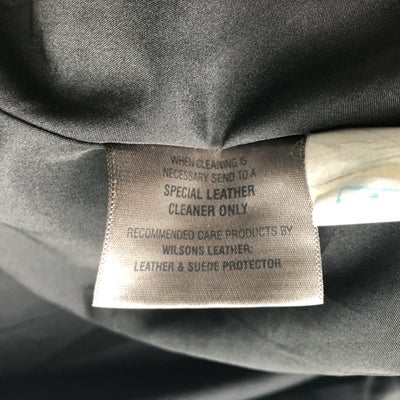 WHEN CLEANING IS
NECESSARY SEND TO A
SPECIAL LEATHER
CLEANER ONLY
RECOMMENDED CARE PRODUCTS BY
WILSONS LEATHER:
LEATHER & SUEDE PROTECTOR